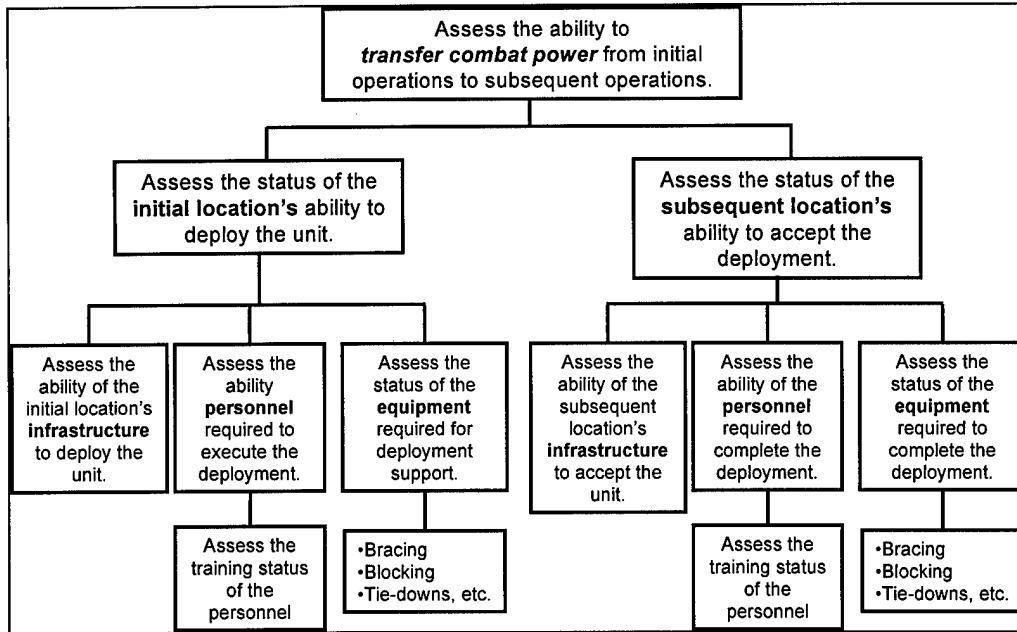 Assess the ability to
transfer combat power from initial
operations to subsequent operations.
Assess the status of the
initial location's ability to
deploy the unit.
Assess the status of the
subsequent location's
ability to accept the
deployment.
Assess the
ability of the
initial location's
infrastructure
to deploy the
unit.
Assess the
ability
personnel
required to
execute the
deployment.
Assess the
status of the
equipment
required for
deployment
support.
Assess the
ability of the
subsequent
location's
infrastructure
to accept the
unit.
Assess the
ability of the
personnel
required to
complete the
deployment.
Assess the
status of the
equipment
required to
complete the
deployment.
Assess the
training status
of the
personnel
•Bracing
•Blocking
•Tie-downs, etc.
Assess the
training status
of the
personnel
•Bracing
•Blocking
•Tie-downs, etc.